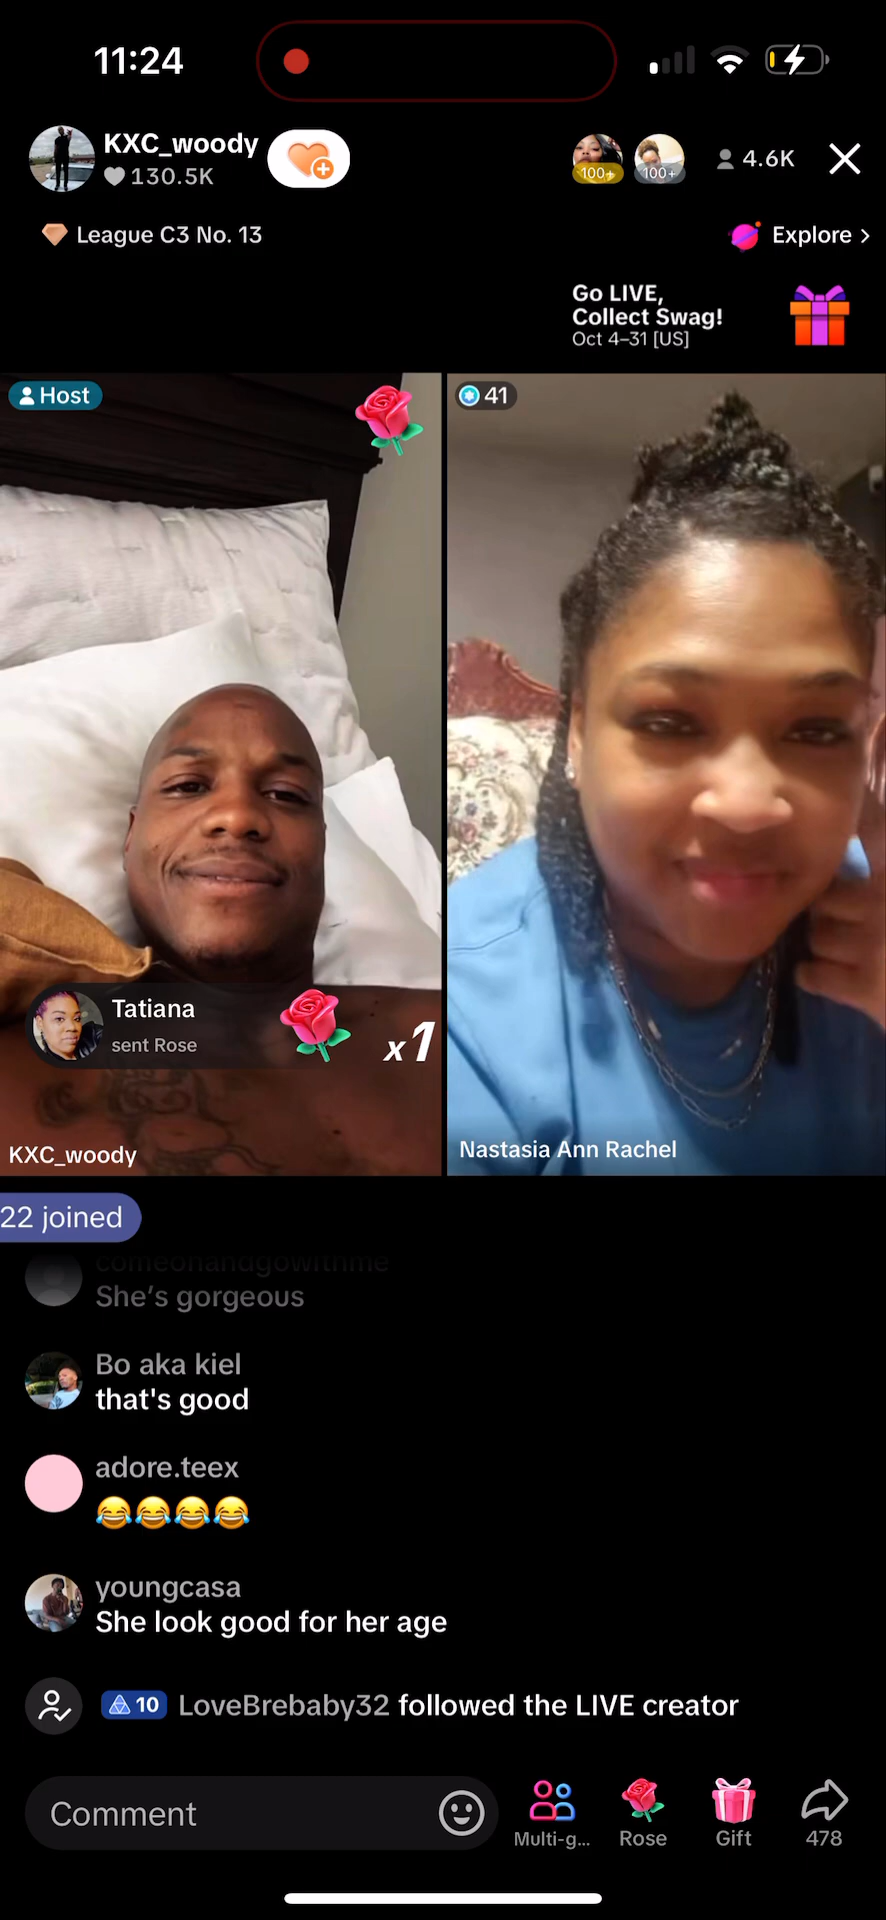 11:24
KXC_woody
130.5K
100+
100+
4.6K
League C3 No. 13
Explore >
Go LIVE,
Collect Swag!
Oct 4–31 [US]
Host
41
Tatiana
sent Rose
x1
KXC_woody
Nastasia Ann Rachel
22 joined
comeonandgowithme
She’s gorgeous
Bo aka kiel
that's good
adore.teex
😂😂😂😂
youngcasa
She look good for her age
10 LoveBrebaby32 followed the LIVE creator
Comment
Multi-g...
Rose
Gift
478